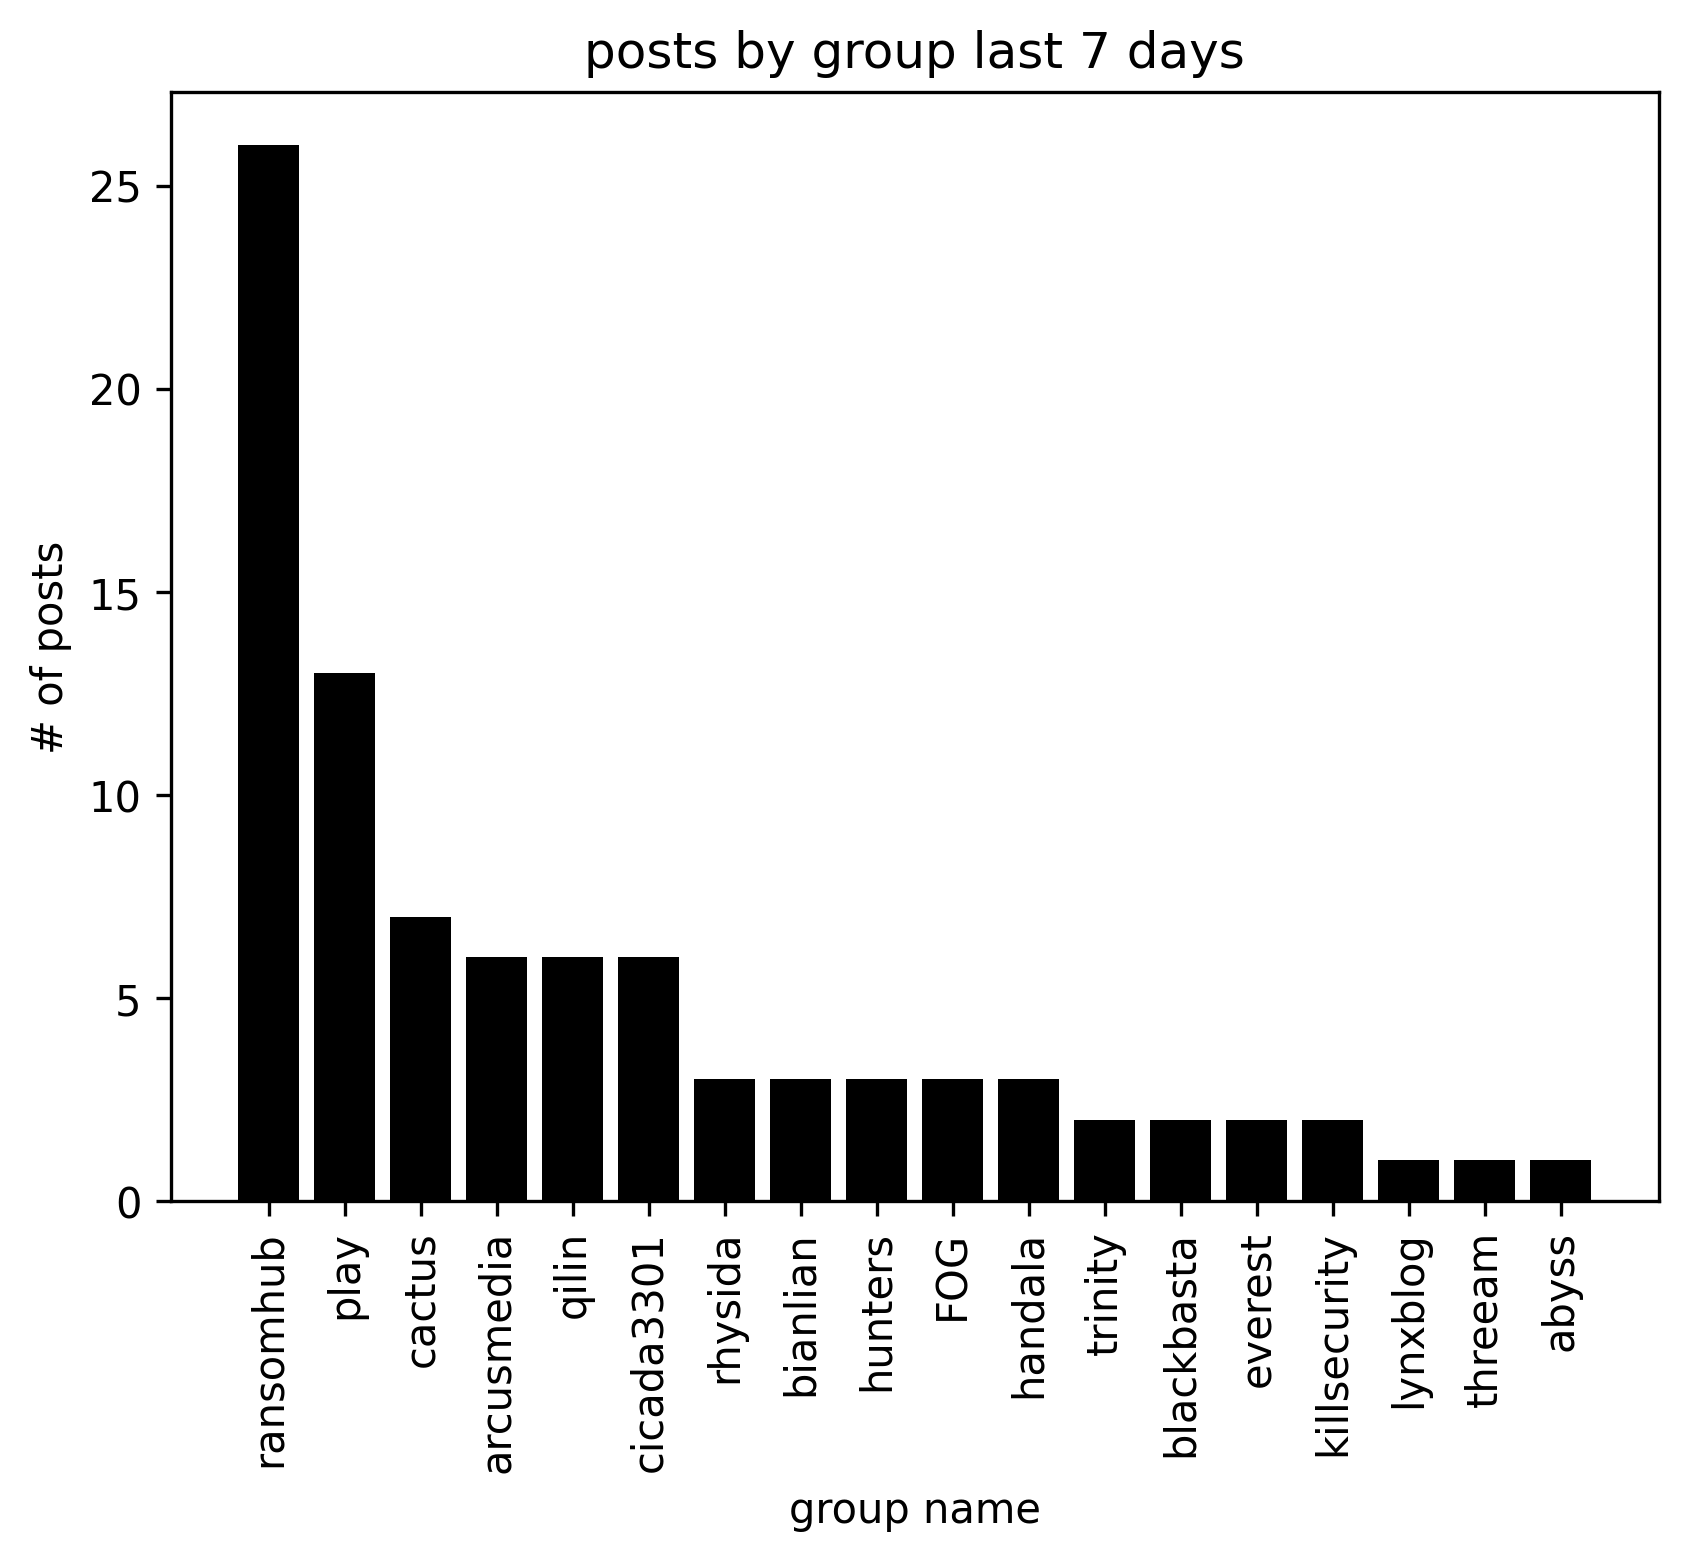 posts by group last 7 days
# of posts
25
20
15
10
5
0
ransomhub
play
cactus
arcusmedia
qilin
cicada3301
rhysida
bianlian
hunters
FOG
handala
trinity
blackbasta
everest
killsecurity
lynxblog
threeam
abyss
group name